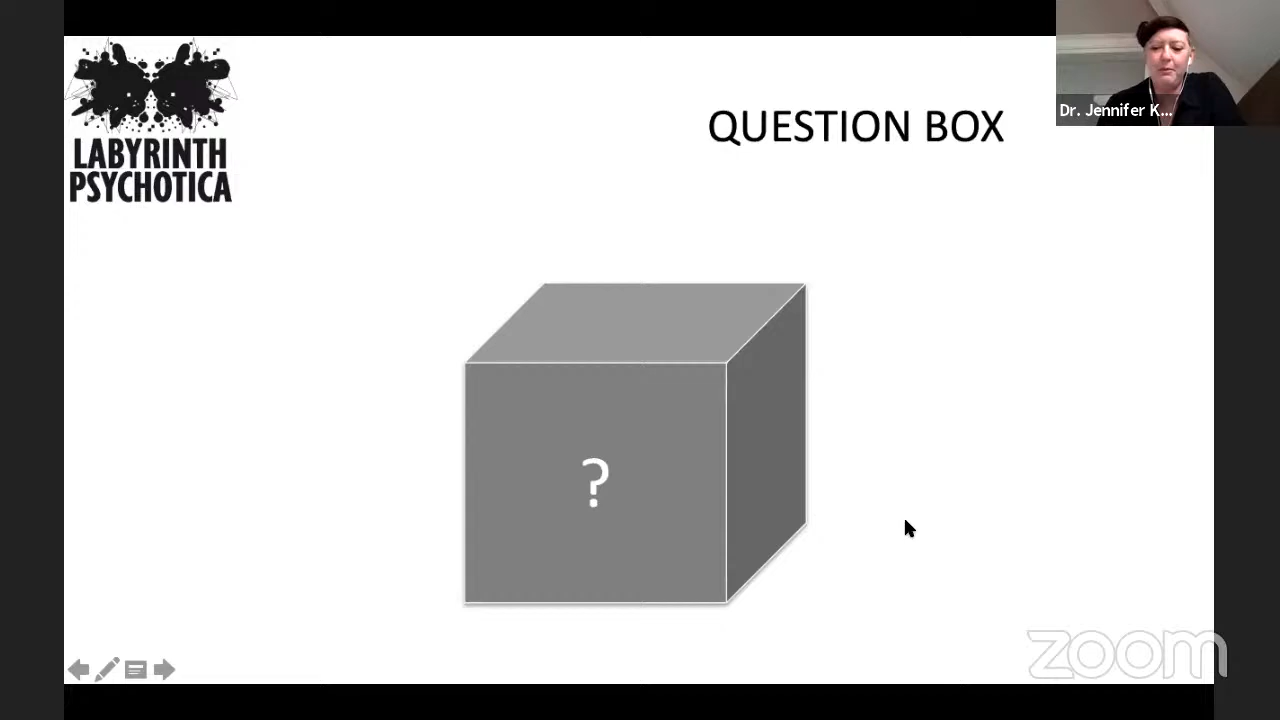 LABYRINTH
PSYCHOTICA
QUESTION BOX
Dr. Jennifer K...
?
zoom